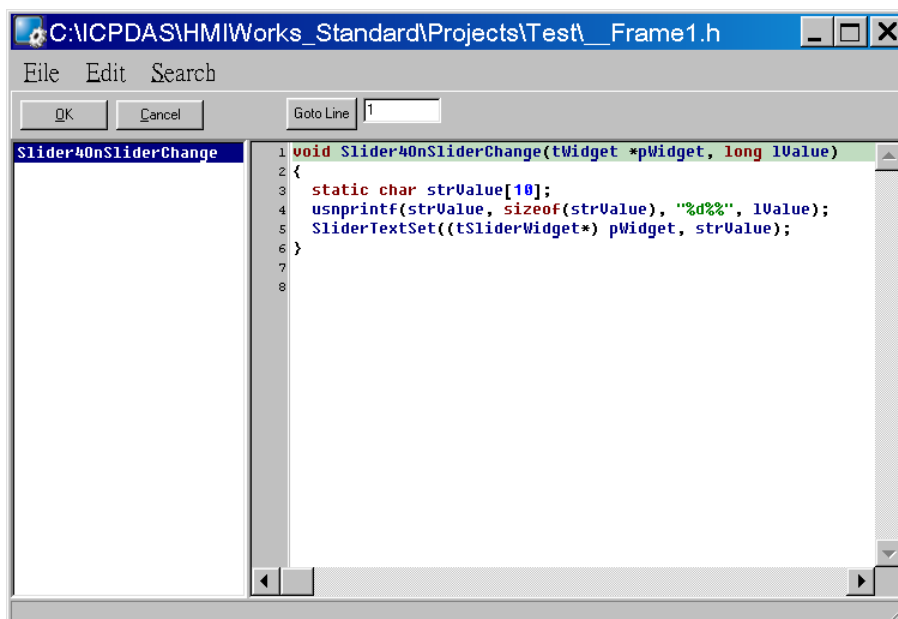 C:\ICPDAS\HMIWorks_Standard\Projects\Test\__Frame1.h
File Edit Search
OK Cancel Goto Line 1
Slider4OnSliderChange
1 void Slider4OnSliderChange(tWidget *pWidget, long lValue)
2 {
3 static char strValue[10];
4 usnprintf(strValue, sizeof(strValue), "%d%%", lValue);
5 SliderTextSet((tSliderWidget*) pWidget, strValue);
6 }
7
8